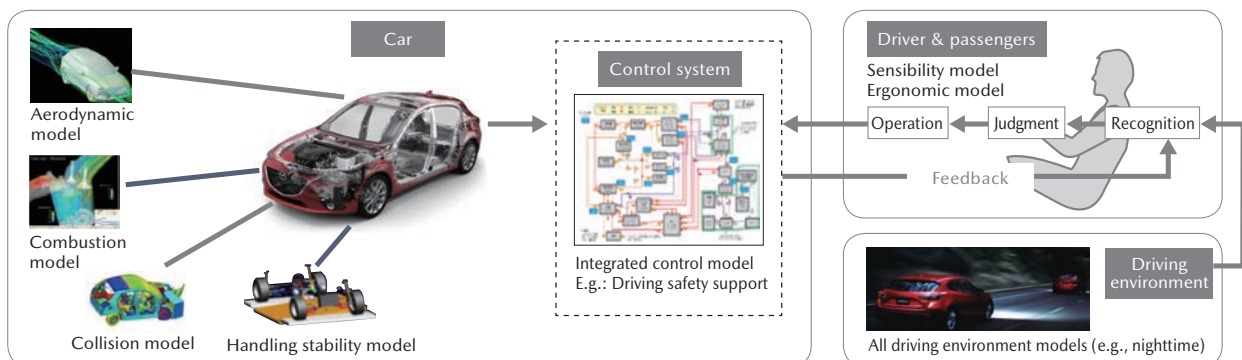 Car
Aerodynamic
model
Combustion
model
Collision model
Handling stability model
Control system
Integrated control model
E.g.: Driving safety support
Driver & passengers
Sensibility model
Ergonomic model
Operation
Judgment
Recognition
Feedback
Driving
environment
All driving environment models (e.g., nighttime)